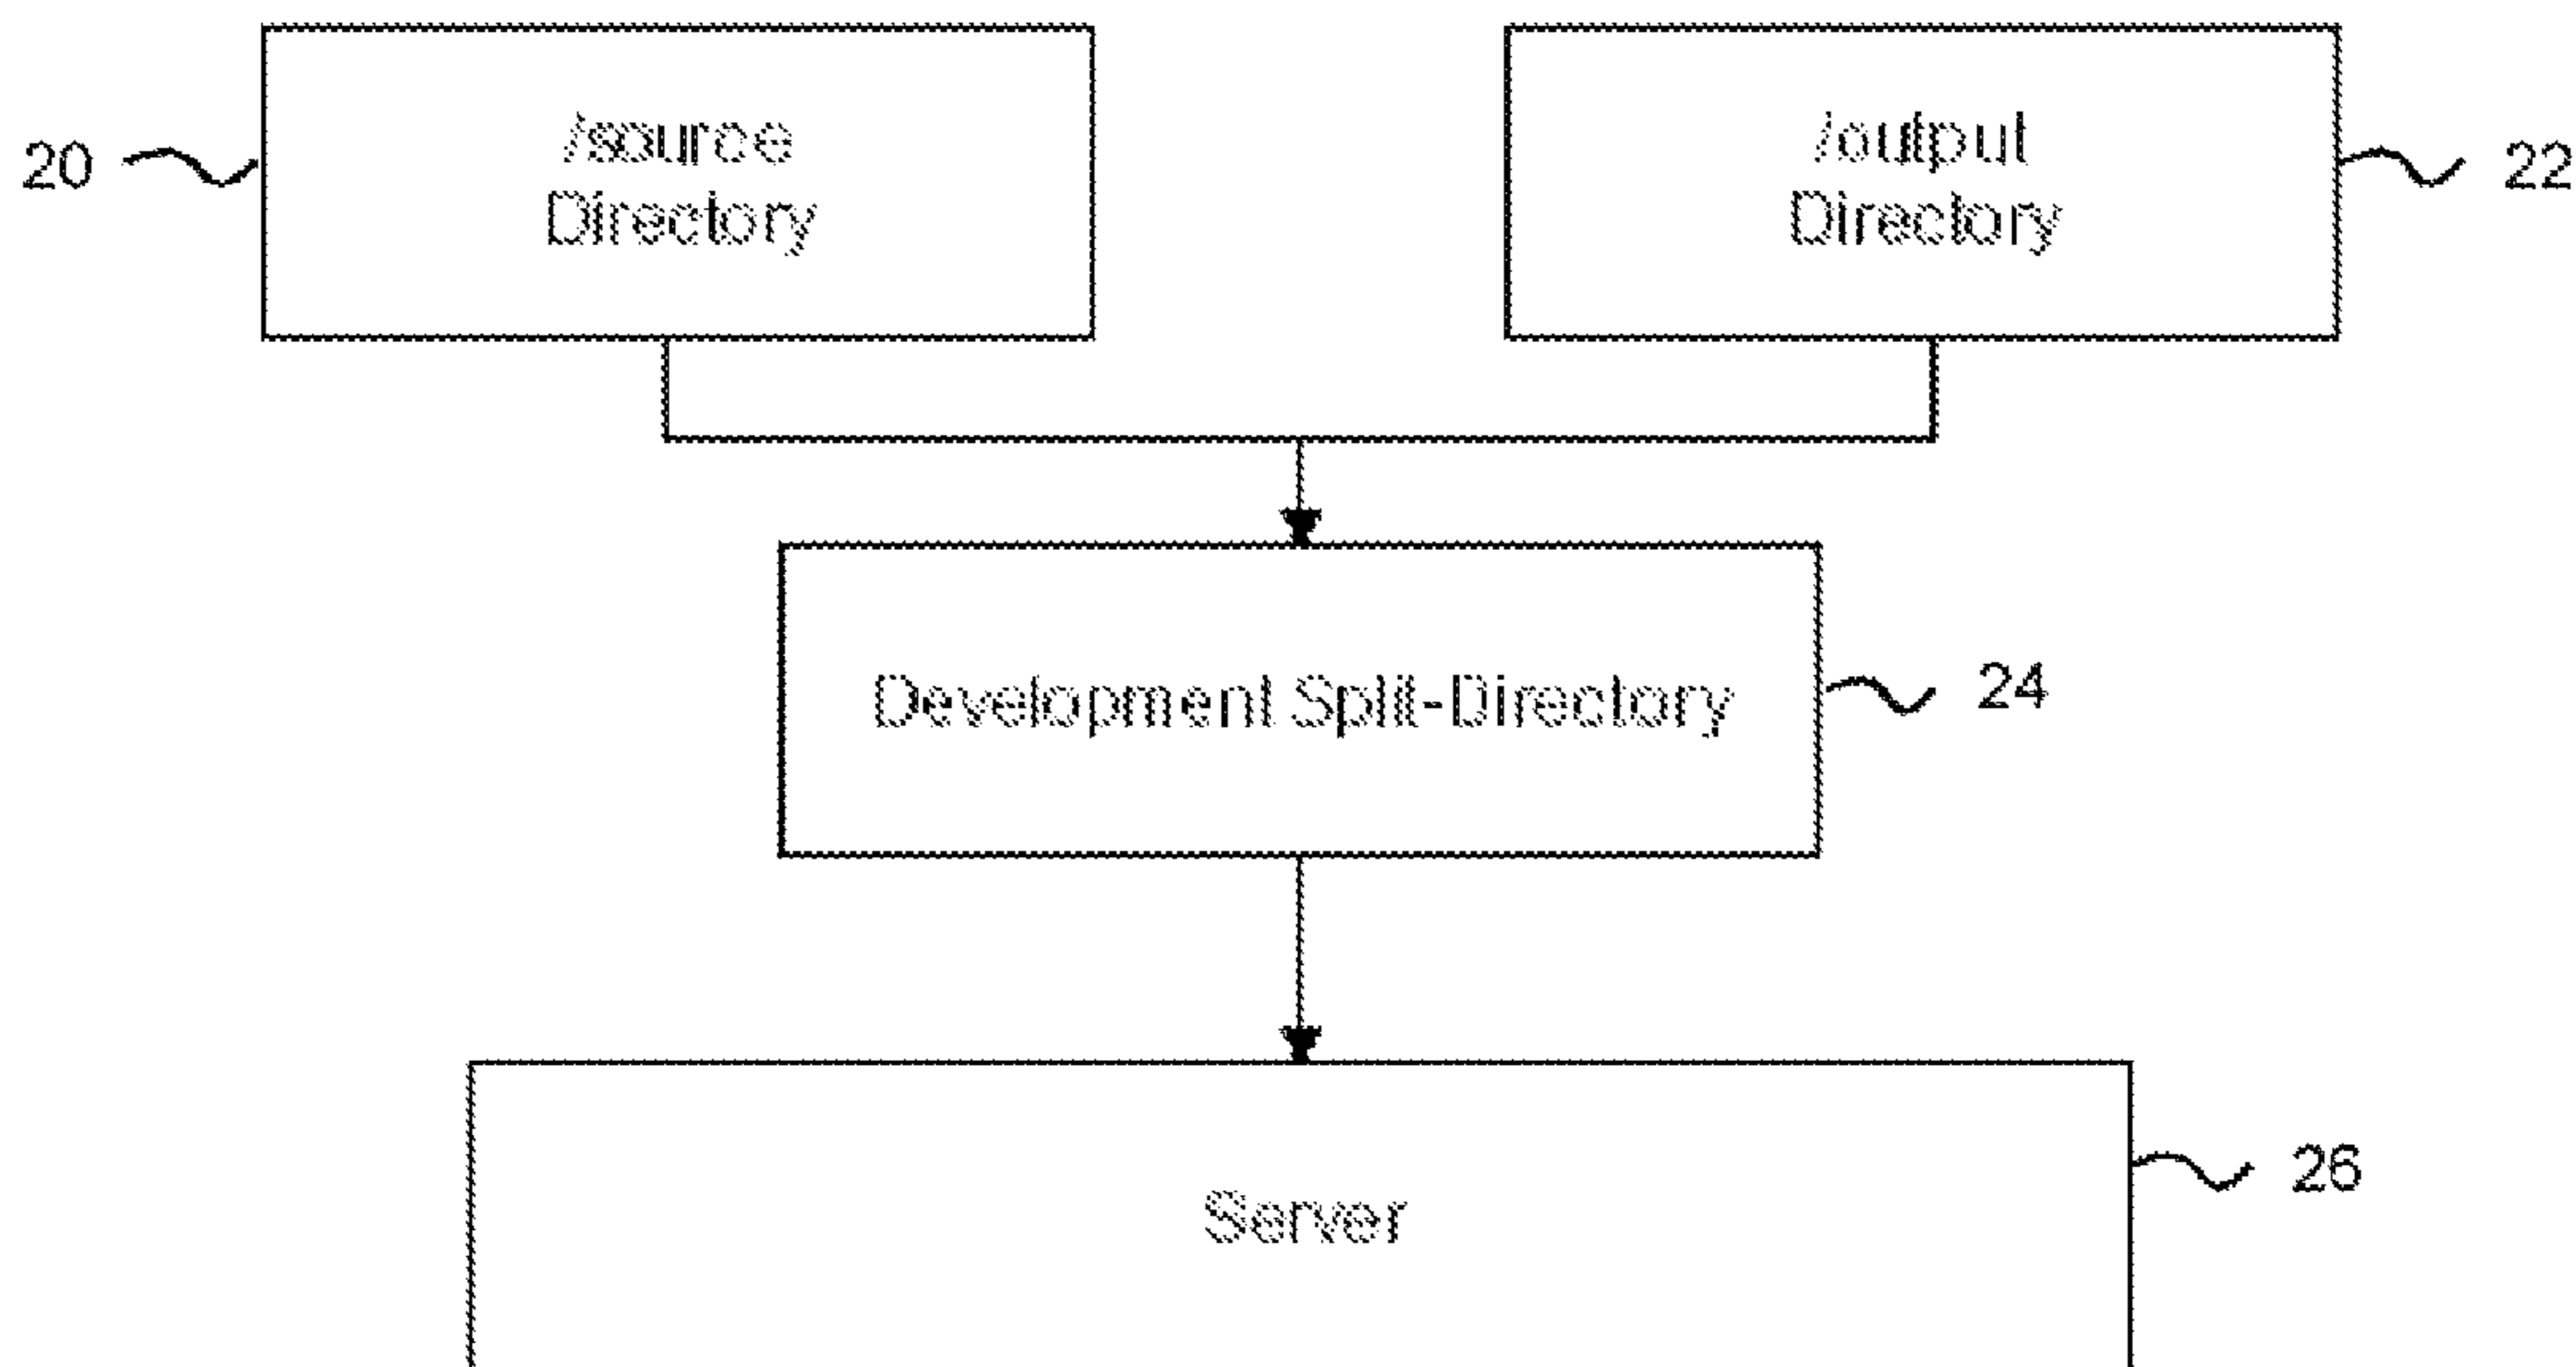 /source
Directory
20
/output
Directory
22
Development Split-Directory
24
Server
26